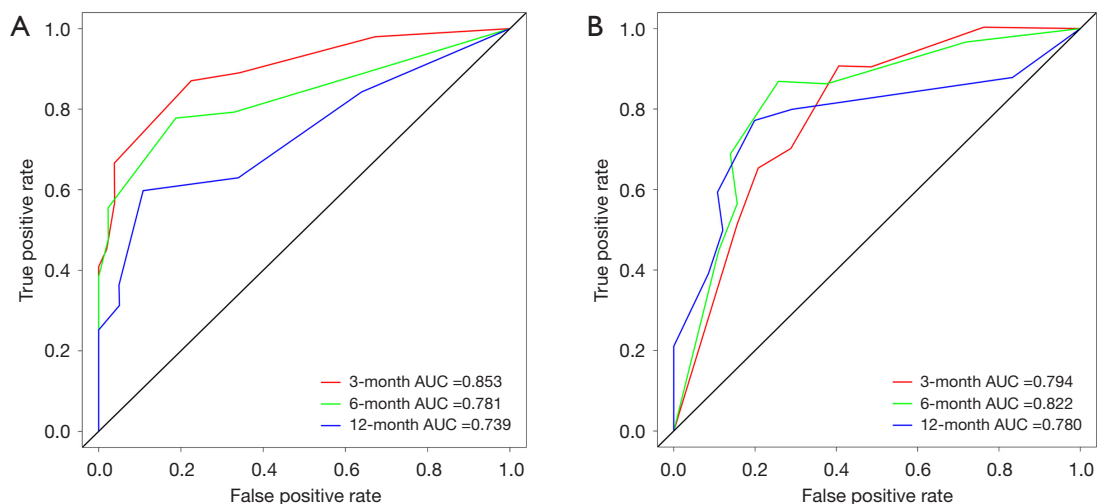 A
True positive rate
1.0
0.8
0.6
0.4
0.2
0.0
3-month AUC =0.853
6-month AUC =0.781
12-month AUC =0.739
0.0 0.2 0.4 0.6 0.8 1.0
False positive rate
B
True positive rate
1.0
0.8
0.6
0.4
0.2
0.0
3-month AUC =0.794
6-month AUC =0.822
12-month AUC =0.780
0.0 0.2 0.4 0.6 0.8 1.0
False positive rate